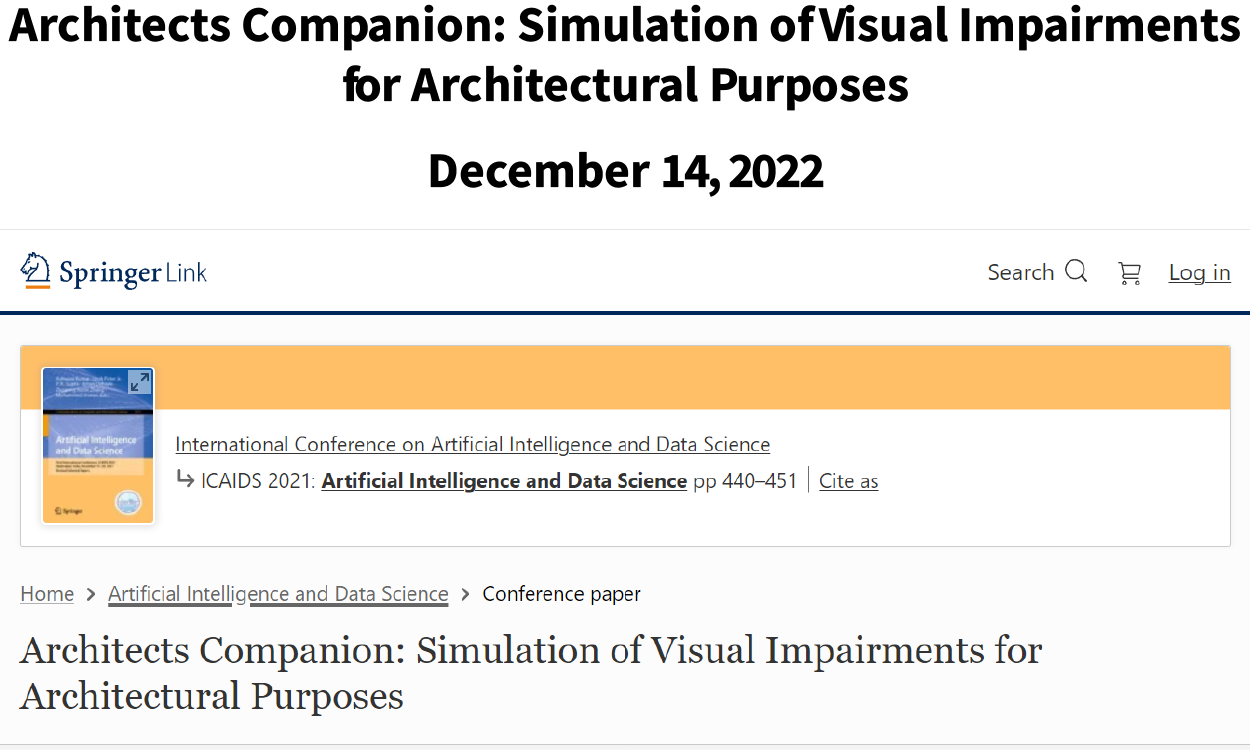 Architects Companion: Simulation of Visual Impairments
for Architectural Purposes
December 14, 2022
Springer Link
Search
Log in
Artificial Intelligence
and Data Science
Springer
International Conference on Artificial Intelligence and Data Science
ICAIDS 2021: Artificial Intelligence and Data Science pp 440–451 | Cite as
Home > Artificial Intelligence and Data Science > Conference paper
Architects Companion: Simulation of Visual Impairments for
Architectural Purposes